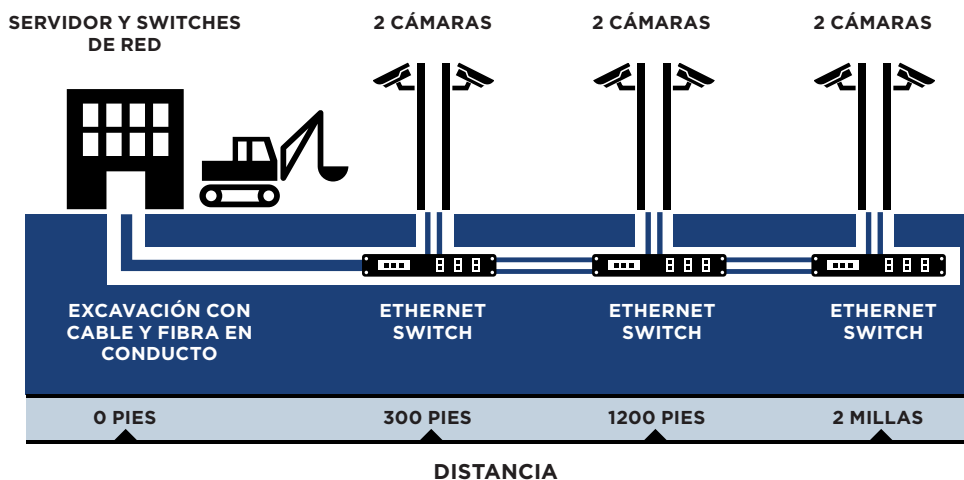 SERVIDOR Y SWITCHES
DE RED
2 CÁMARAS
2 CÁMARAS
2 CÁMARAS
EXCAVACIÓN CON
CABLE Y FIBRA EN
CONDUCTO
ETHERNET
SWITCH
ETHERNET
SWITCH
ETHERNET
SWITCH
0 PIES
300 PIES
1200 PIES
2 MILLAS
DISTANCIA